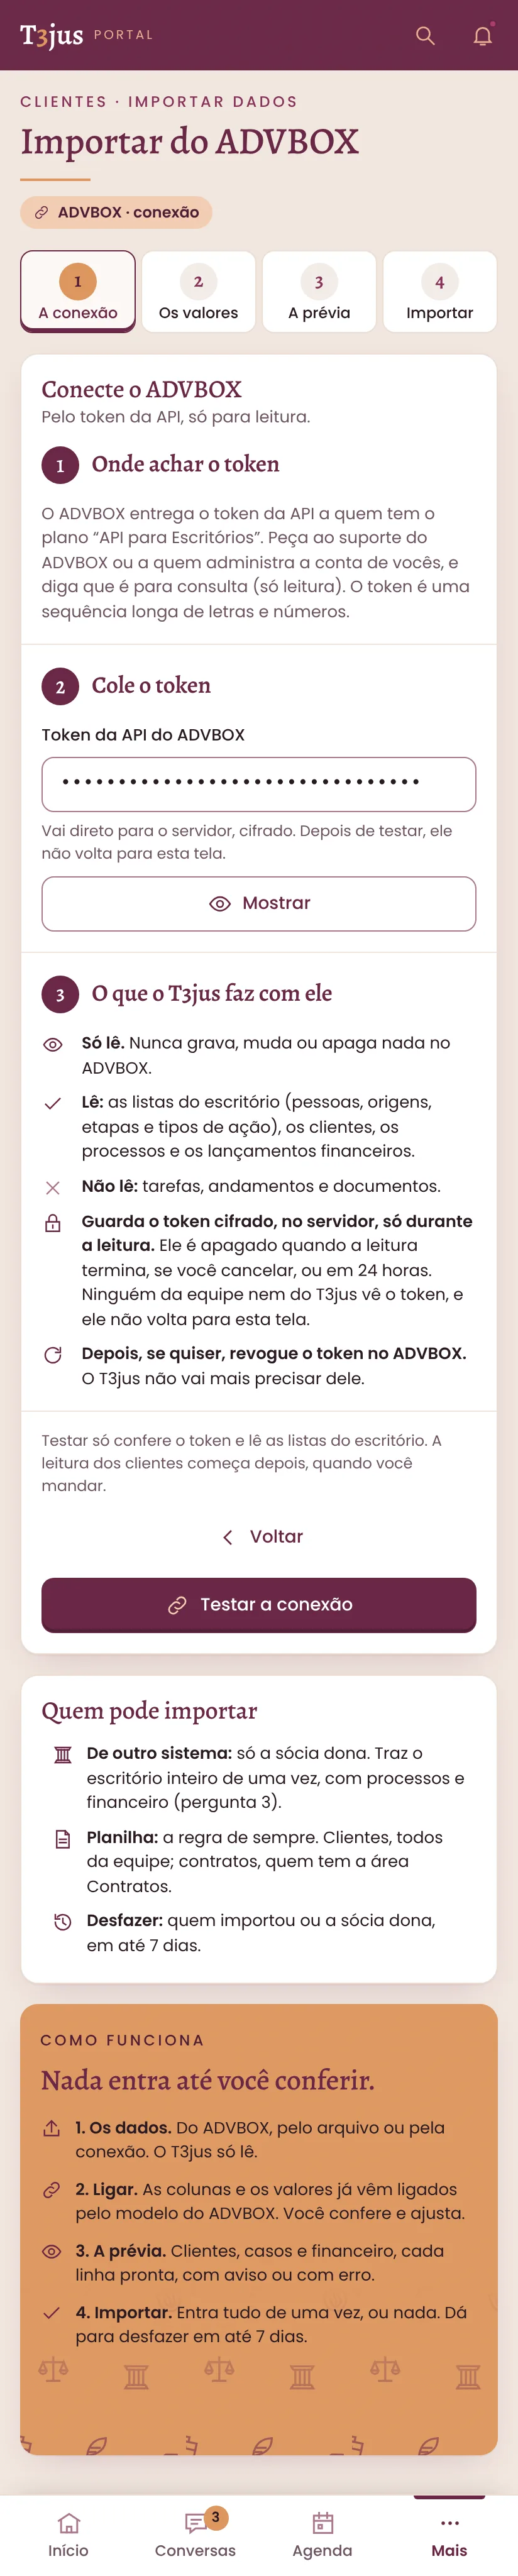 T3jus PORTAL
CLIENTES · IMPORTAR DADOS
Importar do ADVBOX
ADVBOX · conexão
1
A conexão
2
Os valores
3
A prévia
4
Importar
Conecte o ADVBOX
Pelo token da API, só para leitura.
1 Onde achar o token
O ADVBOX entrega o token da API a quem tem o
plano “API para Escritórios”. Peça ao suporte do
ADVBOX ou a quem administra a conta de vocês, e
diga que é para consulta (só leitura). O token é uma
sequência longa de letras e números.
2 Cole o token
Token da API do ADVBOX
••••••••••••••••••••••••••••••••
Vai direto para o servidor, cifrado. Depois de testar, ele
não volta para esta tela.
Mostrar
3 O que o T3jus faz com ele
Só lê. Nunca grava, muda ou apaga nada no
ADVBOX.
Lê: as listas do escritório (pessoas, origens,
etapas e tipos de ação), os clientes, os
processos e os lançamentos financeiros.
Não lê: tarefas, andamentos e documentos.
Guarda o token cifrado, no servidor, só durante
a leitura. Ele é apagado quando a leitura
termina, se você cancelar, ou em 24 horas.
Ninguém da equipe nem do T3jus vê o token, e
ele não volta para esta tela.
Depois, se quiser, revogue o token no ADVBOX.
O T3jus não vai mais precisar dele.
Testar só confere o token e lê as listas do escritório. A
leitura dos clientes começa depois, quando você
mandar.
Voltar
Testar a conexão
Quem pode importar
De outro sistema: só a sócia dona. Traz o
escritório inteiro de uma vez, com processos e
financeiro (pergunta 3).
Planilha: a regra de sempre. Clientes, todos
da equipe; contratos, quem tem a área
Contratos.
Desfazer: quem importou ou a sócia dona,
em até 7 dias.
COMO FUNCIONA
Nada entra até você conferir.
1. Os dados. Do ADVBOX, pelo arquivo ou pela
conexão. O T3jus só lê.
2. Ligar. As colunas e os valores já vêm ligados
pelo modelo do ADVBOX. Você confere e ajusta.
3. A prévia. Clientes, casos e financeiro, cada
linha pronta, com aviso ou com erro.
4. Importar. Entra tudo de uma vez, ou nada. Dá
para desfazer em até 7 dias.
3
Início
Conversas
Agenda
Mais